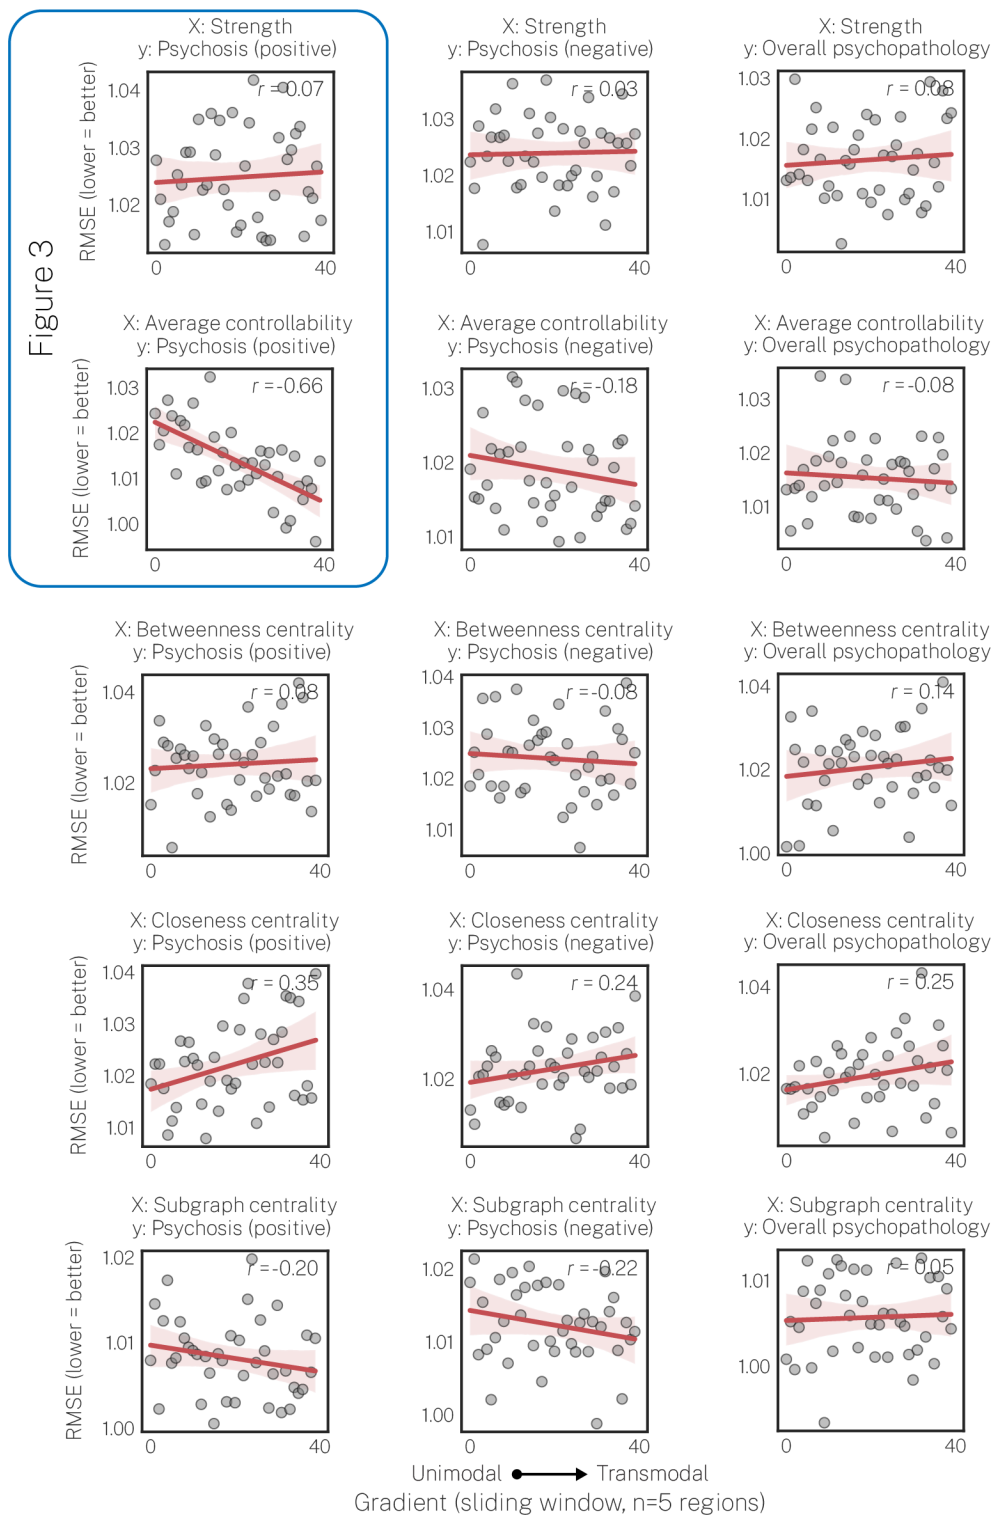 Figure 3
X: Strength
y: Psychosis (positive)
RMSE (lower = better)
1.04
1.03
1.02
r = 0.07
0
40
X: Strength
y: Psychosis (negative)
1.03
1.02
1.01
r = 0.03
0
40
X: Strength
y: Overall psychopathology
1.03
1.02
1.01
r = 0.08
0
40
X: Average controllability
y: Psychosis (positive)
RMSE (lower = better)
1.03
1.02
1.01
1.00
r =-0.66
0
40
X: Average controllability
y: Psychosis (negative)
1.03
1.02
1.01
r =-0.18
0
40
X: Average controllability
y: Overall psychopathology
1.03
1.02
1.01
r =-0.08
0
40
X: Betweenness centrality
y: Psychosis (positive)
RMSE (lower = better)
1.04
1.02
r = 0.08
0
40
X: Betweenness centrality
y: Psychosis (negative)
1.04
1.03
1.02
1.01
r =-0.08
0
40
X: Betweenness centrality
y: Overall psychopathology
1.04
1.02
1.00
r = 0.14
0
40
X: Closeness centrality
y: Psychosis (positive)
RMSE (lower = better)
1.04
1.03
1.02
1.01
r = 0.35
0
40
X: Closeness centrality
y: Psychosis (negative)
1.04
1.02
r = 0.24
0
40
X: Closeness centrality
y: Overall psychopathology
1.04
1.02
r = 0.25
0
40
X: Subgraph centrality
y: Psychosis (positive)
RMSE (lower = better)
1.02
1.01
1.00
r =-0.20
0
40
X: Subgraph centrality
y: Psychosis (negative)
1.02
1.01
1.00
r =-0.22
0
40
X: Subgraph centrality
y: Overall psychopathology
1.01
1.00
r = 0.05
0
40
Unimodal Transmodal
Gradient (sliding window, n=5 regions)